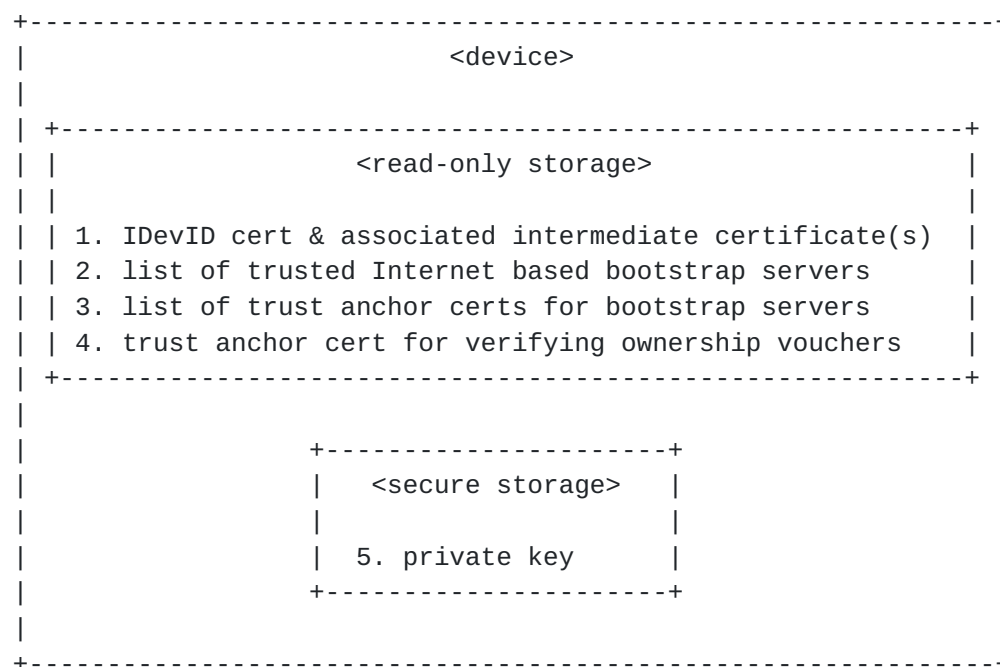 <device>
<read-only storage>
1. IDevID cert & associated intermediate certificate(s)
2. list of trusted Internet based bootstrap servers
3. list of trust anchor certs for bootstrap servers
4. trust anchor cert for verifying ownership vouchers
<secure storage>
5. private key